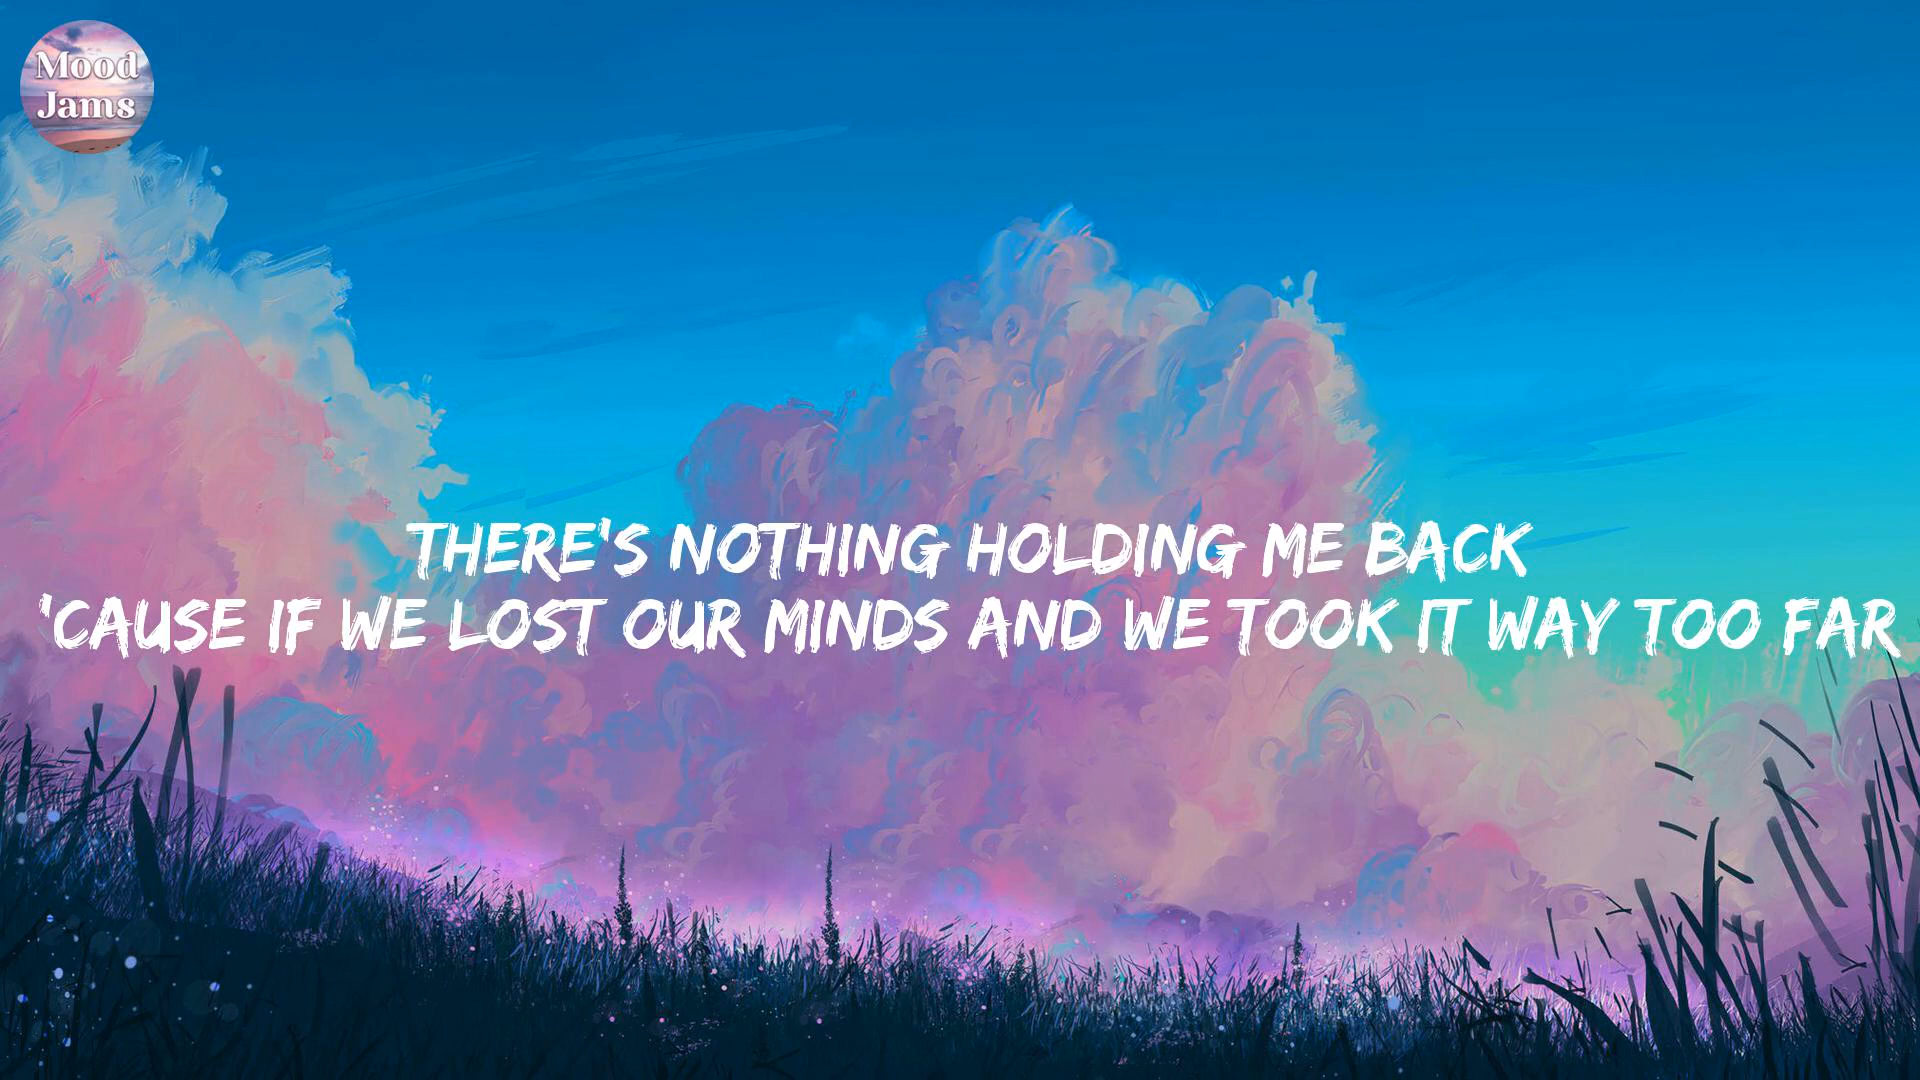 Mood
Jams
THERE'S NOTHING HOLDING ME BACK
'CAUSE IF WE LOST OUR MINDS AND WE TOOK IT WAY TOO FAR